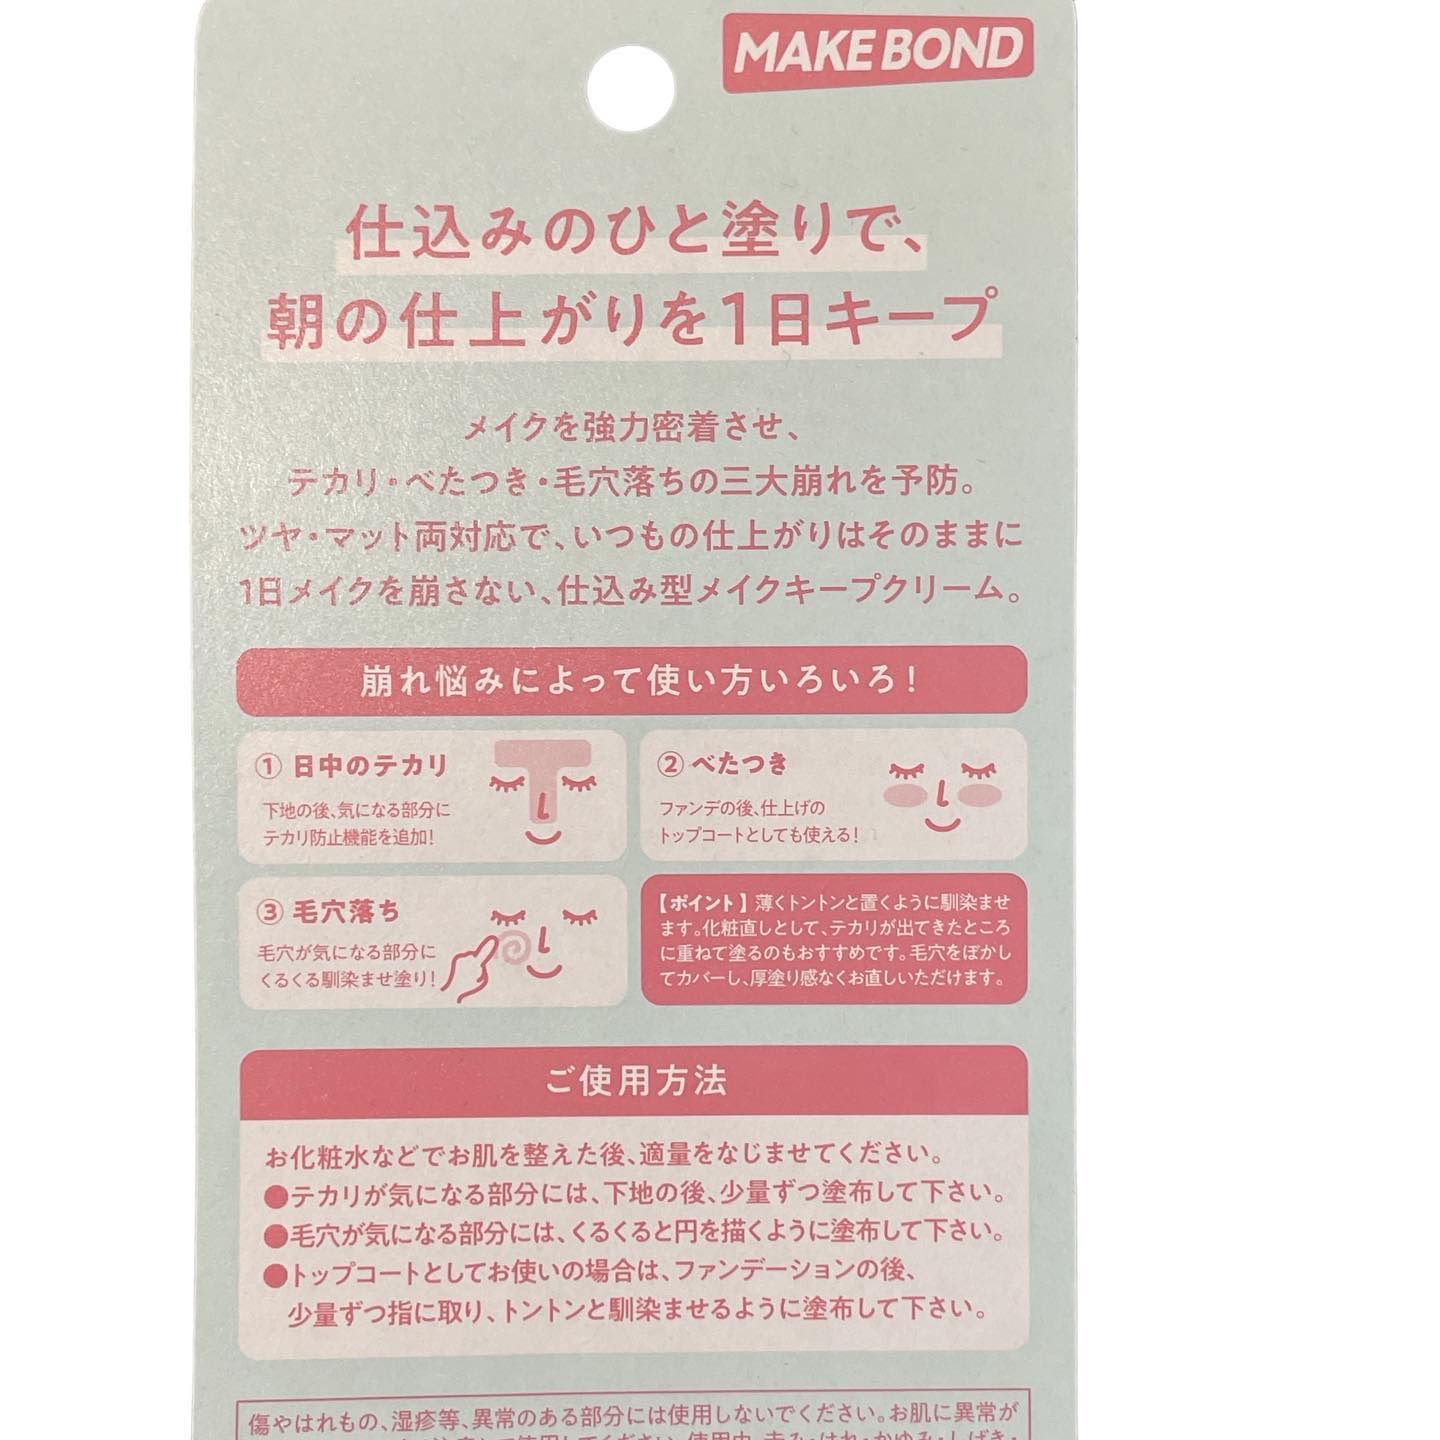 MAKE BOND
仕込みのひと塗りで、
朝の仕上がりを1日キープ
メイクを強力密着させ、
テカリ・べたつき・毛穴落ちの三大崩れを予防。
ツヤ・マット両対応で、いつもの仕上がりはそのままに
1日メイクを崩さない、仕込み型メイクキープクリーム。
崩れ悩みによって使い方いろいろ!
① 日中のテカリ
下地の後、気になる部分に
テカリ防止機能を追加!
② べたつき
ファンデの後、仕上げの
トップコートとしても使える!
③ 毛穴落ち
毛穴が気になる部分に
くるくる馴染ませ塗り!
【ポイント】薄くトントンと置くように馴染ませ
ます。化粧直しとして、テカリが出てきたところ
に重ねて塗るのもおすすめです。毛穴をぼかし
てカバーし、厚塗り感なくお直しいただけます。
ご使用方法
お化粧水などでお肌を整えた後、適量をなじませてください。
●テカリが気になる部分には、下地の後、少量ずつ塗布して下さい。
●毛穴が気になる部分には、くるくると円を描くように塗布して下さい。
●トップコートとしてお使いの場合は、ファンデーションの後、
少量ずつ指に取り、トントンと馴染ませるように塗布して下さい。
傷やはれもの、湿疹等、異常のある部分には使用しないでください。お肌に異常が